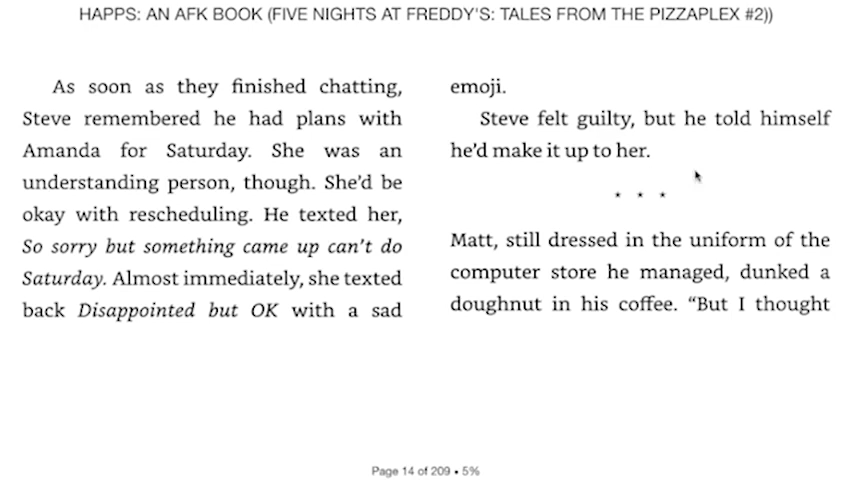 HAPPS: AN AFK BOOK (FIVE NIGHTS AT FREDDY'S: TALES FROM THE PIZZAPLEX #2))
As soon as they finished chatting,
Steve remembered he had plans with
Amanda for Saturday. She was an
understanding person, though. She’d be
okay with rescheduling. He texted her,
So sorry but something came up can’t do
Saturday. Almost immediately, she texted
back Disappointed but OK with a sad
emoji.
Steve felt guilty, but he told himself
he’d make it up to her.
* * *
Matt, still dressed in the uniform of the
computer store he managed, dunked a
doughnut in his coffee. “But I thought
Page 14 of 209 • 5%